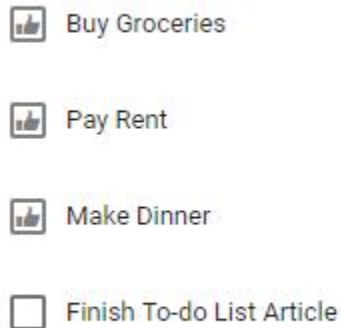 Buy Groceries
Pay Rent
Make Dinner
Finish To-do List Article